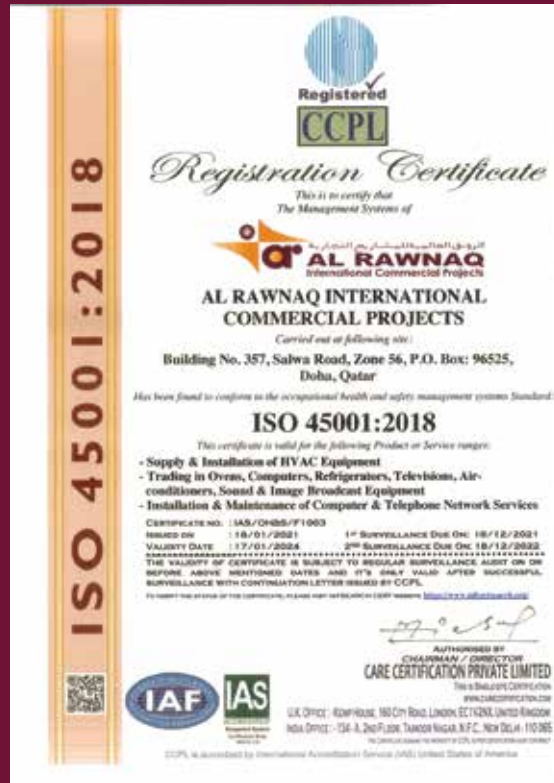 ISO 45001:2018
Registered
CCPL
Registration Certificate
This is to certify that
The Management Systems of
ar
AL RAWNAQ
International Commercial Projects
AL RAWNAQ INTERNATIONAL
COMMERCIAL PROJECTS
Carried out at following site:
Building No. 357, Salwa Road, Zone 56, P.O. Box: 96525,
Doha, Qatar
Has been found to conform to the occupational health and safety management systems Standard:
ISO 45001:2018
This certificate is valid for the following Product or Service ranges:
- Supply & Installation of HVAC Equipment
- Trading in Ovens, Computers, Refrigerators, Televisions, Air-
conditioners, Sound & Image Broadcast Equipment
- Installation & Maintenance of Computer & Telephone Network Services
CERTIFICATE NO. : IAS/OHSS/F1003
ISSUED ON : 18/01/2021 1ST SURVEILLANCE DUE ON: 18/12/2021
VALIDITY DATE : 17/01/2024 2ND SURVEILLANCE DUE ON: 18/12/2022
THE VALIDITY OF CERTIFICATE IS SUBJECT TO REGULAR SURVEILLANCE AUDIT ON OR
BEFORE ABOVE MENTIONED DATES AND IT'S ONLY VALID AFTER SUCCESSFUL
SURVEILLANCE WITH CONTINUATION LETTER ISSUED BY CCPL.
AUTHORISED BY
CHAIRMAN / DIRECTOR
CARE CERTIFICATION PRIVATE LIMITED
IAF
IAS
U.K. OFFICE: - KEMP HOUSE, 160 CITY ROAD, LONDON, EC1V2NX, UNITED KINGDOM
INDIA OFFICE: - 134- A, 2ND FLOOR, TAIMOOR NAGAR, N.F.C., NEW DELHI - 110 065
CCPL is accredited by International Accreditation Service (IAS) United States of America